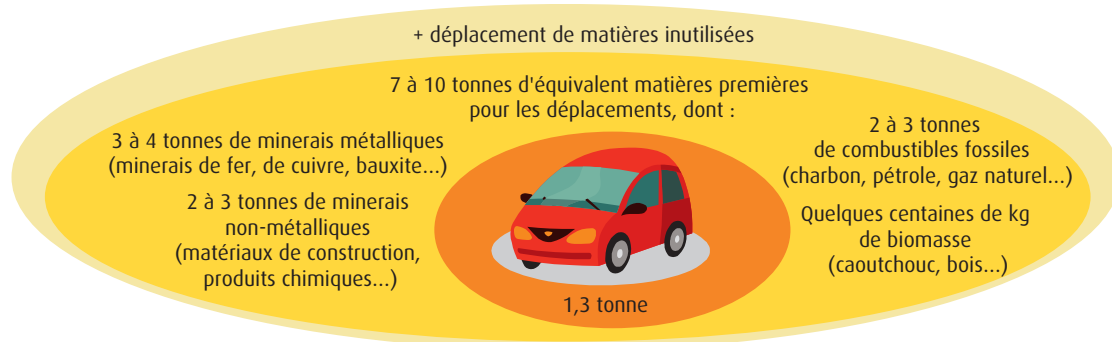 + déplacement de matières inutilisées
7 à 10 tonnes d'équivalent matières premières
pour les déplacements, dont :
3 à 4 tonnes de minerais métalliques
(minerais de fer, de cuivre, bauxite...)
2 à 3 tonnes de minerais
non-métalliques
(matériaux de construction,
produits chimiques...)
2 à 3 tonnes
de combustibles fossiles
(charbon, pétrole, gaz naturel...)
Quelques centaines de kg
de biomasse
(caoutchouc, bois...)
1,3 tonne